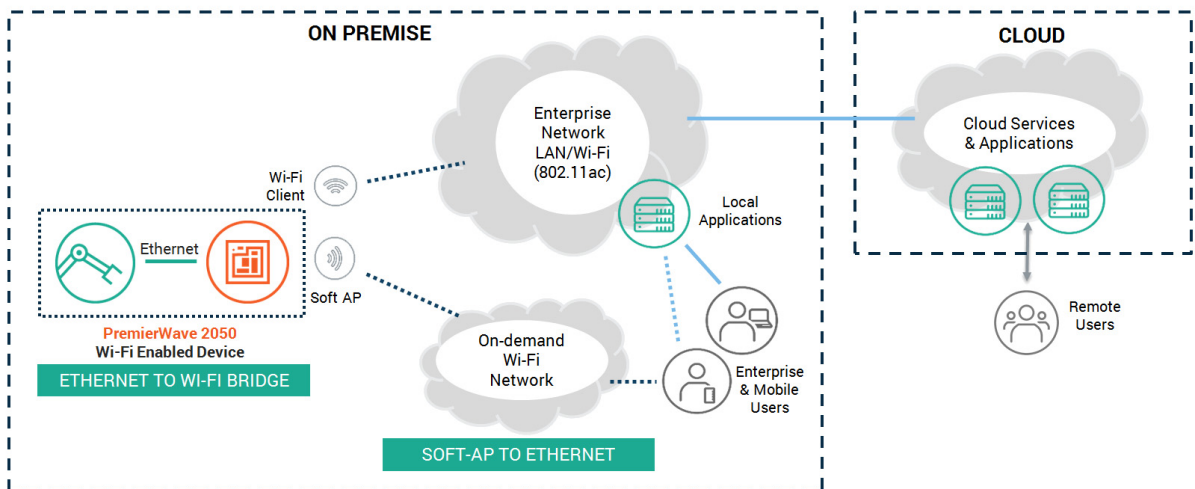 ON PREMISE
CLOUD
Enterprise
Network
LAN/Wi-Fi
(802.11ac)
Cloud Services
& Applications
Wi-Fi
Client
Local
Applications
Ethernet
Soft AP
Remote
Users
PremierWave 2050
Wi-Fi Enabled Device
ETHERNET TO WI-FI BRIDGE
On-demand
Wi-Fi
Network
Enterprise
& Mobile
Users
SOFT-AP TO ETHERNET